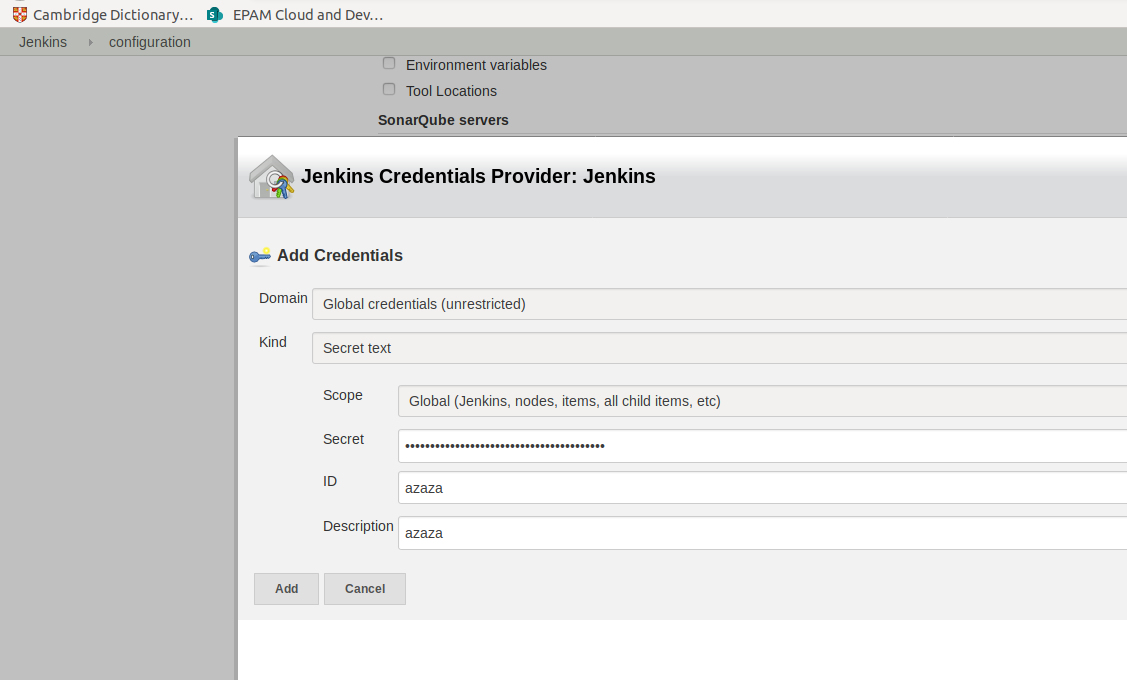 Cambridge Dictionary… EPAM Cloud and Dev…
Jenkins configuration
Environment variables
Tool Locations
SonarQube servers
Jenkins Credentials Provider: Jenkins
Add Credentials
Domain Global credentials (unrestricted)
Kind Secret text
Scope Global (Jenkins, nodes, items, all child items, etc)
Secret ••••••••••••••••••••••••••••••••••••••••
ID azaza
Description azaza
Add Cancel